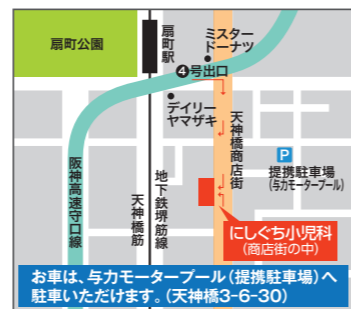 扇町公園
扇町駅
ミスター
ドーナツ
❹号出口
デイリー
ヤマザキ
天神橋商店街
P
提携駐車場
(与力モータープール)
阪神高速守口線
天神橋筋
地下鉄堺筋線
にしぐち小児科
(商店街の中)
お車は、与力モータープール(提携駐車場)へ
駐車いただけます。(天神橋3-6-30)